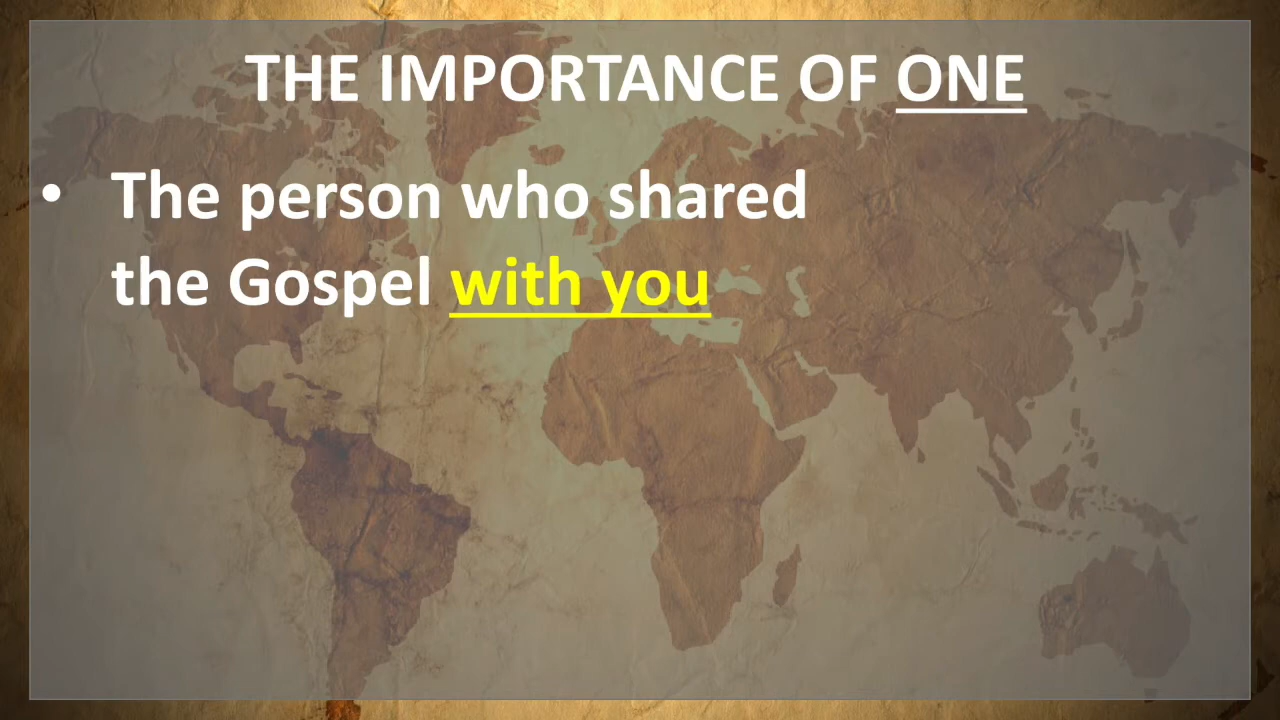 THE IMPORTANCE OF ONE
• The person who shared
the Gospel with you